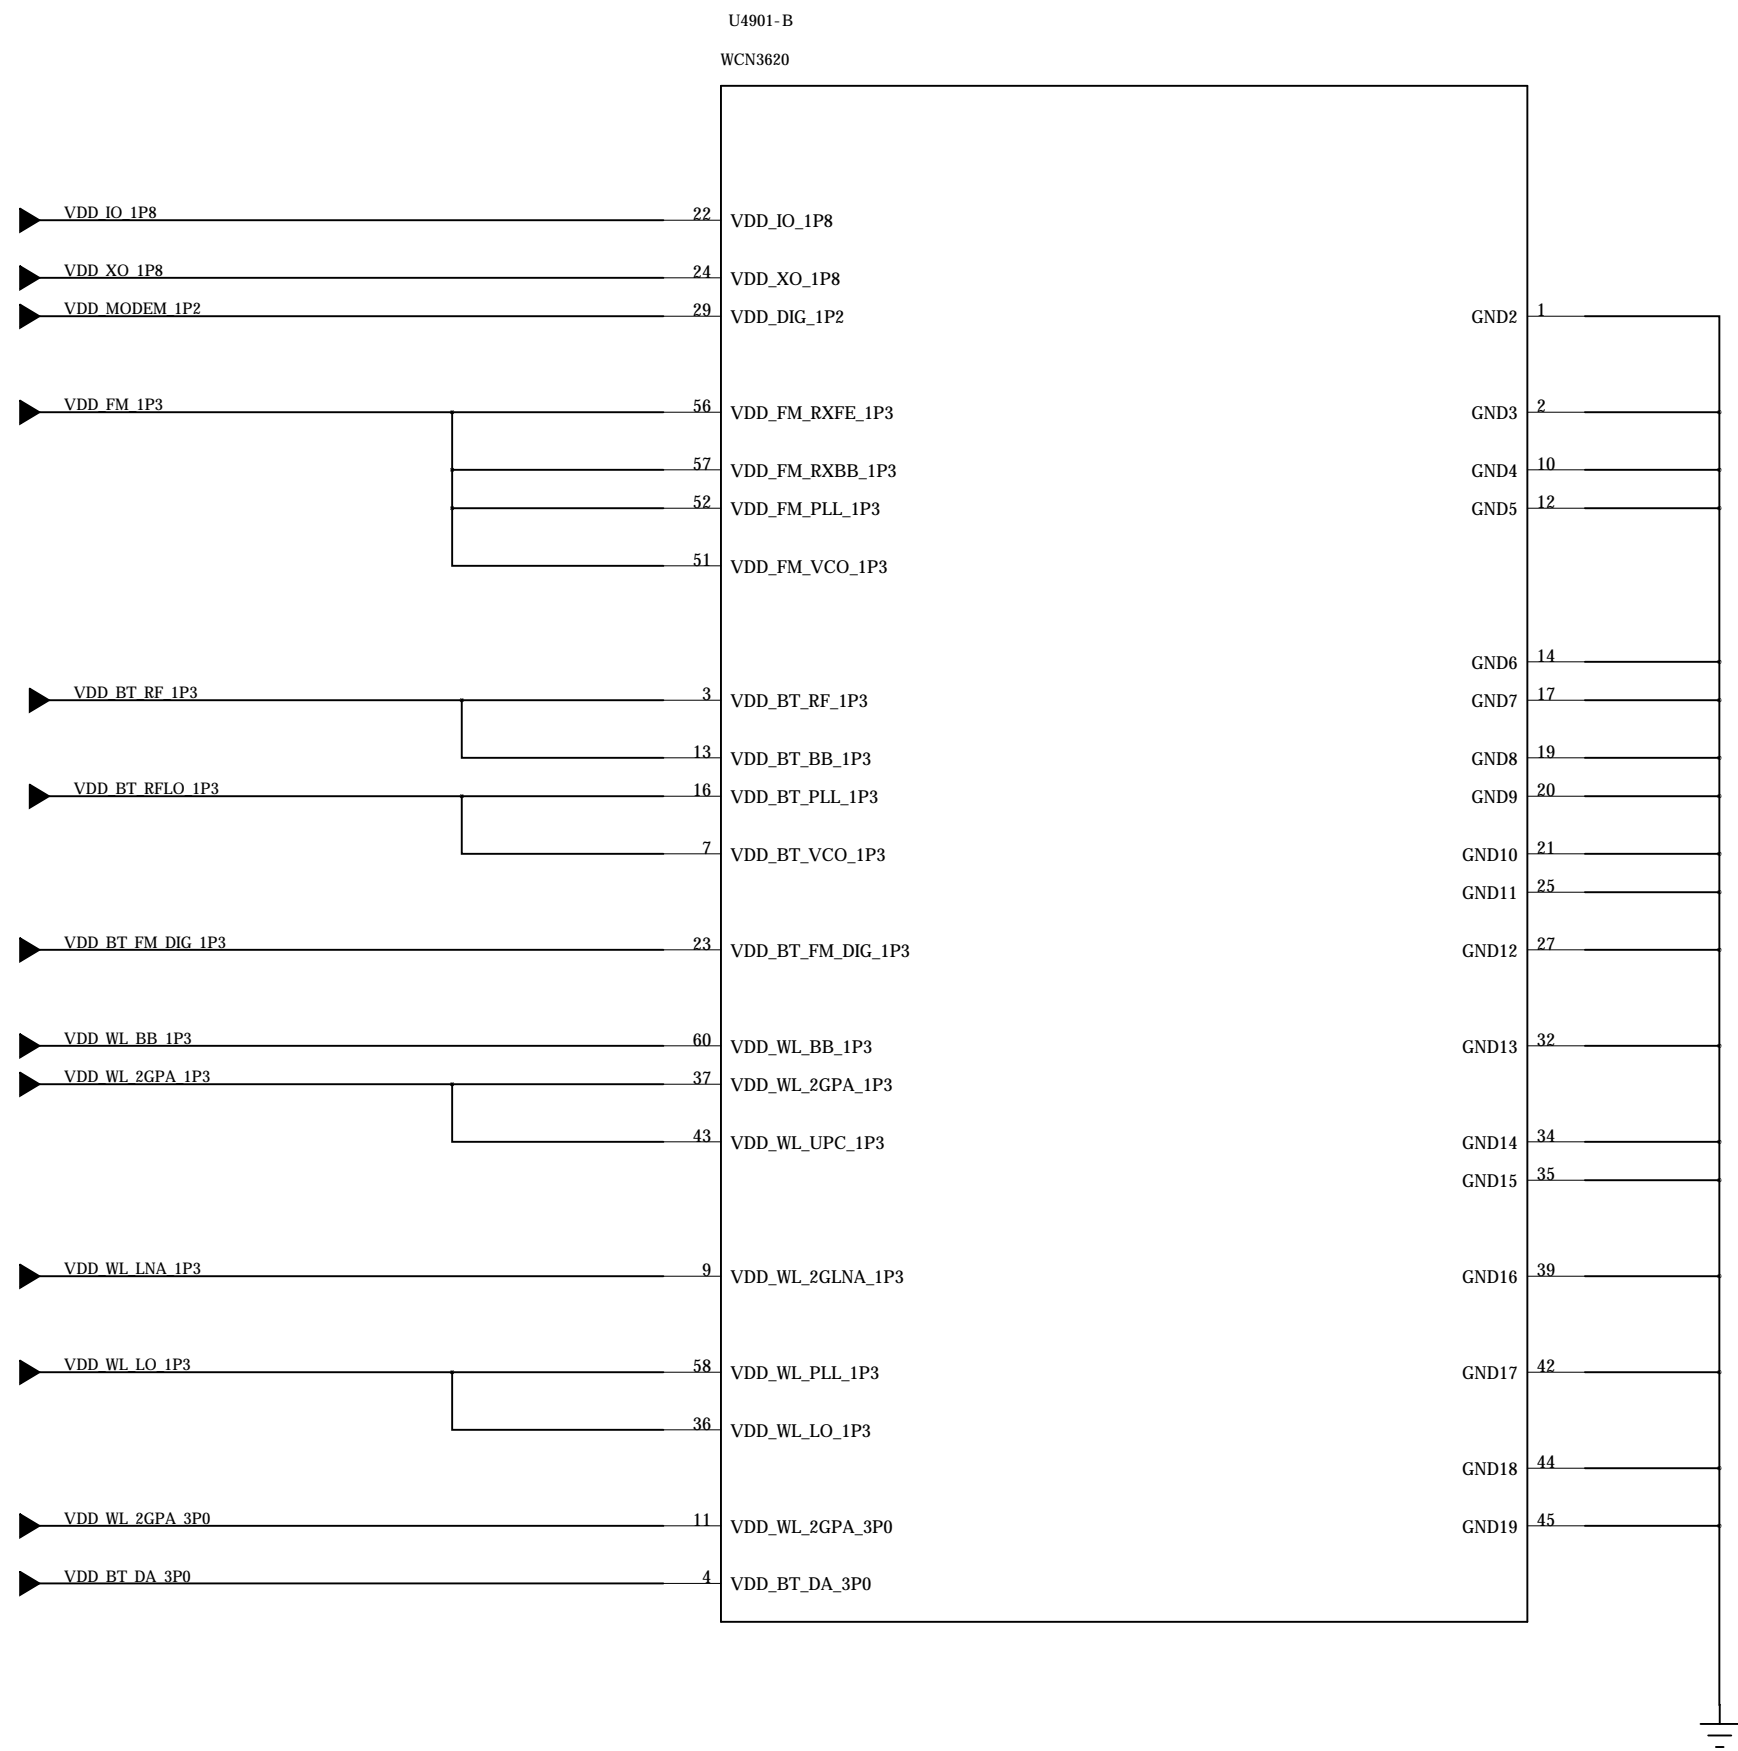 U4901-B
WCN3620
VDD_IO_1P8 22 VDD_IO_1P8
VDD_XO_1P8 24 VDD_XO_1P8
VDD_MODEM_1P2 29 VDD_DIG_1P2 GND2 1
VDD_FM_1P3 56 VDD_FM_RXFE_1P3 GND3 2
57 VDD_FM_RXBB_1P3 GND4 10
52 VDD_FM_PLL_1P3 GND5 12
51 VDD_FM_VCO_1P3
GND6 14
VDD_BT_RF_1P3 3 VDD_BT_RF_1P3 GND7 17
13 VDD_BT_BB_1P3 GND8 19
VDD_BT_RFLO_1P3 16 VDD_BT_PLL_1P3 GND9 20
7 VDD_BT_VCO_1P3 GND10 21
GND11 25
VDD_BT_FM_DIG_1P3 23 VDD_BT_FM_DIG_1P3 GND12 27
VDD_WL_BB_1P3 60 VDD_WL_BB_1P3 GND13 32
VDD_WL_2GPA_1P3 37 VDD_WL_2GPA_1P3
43 VDD_WL_UPC_1P3 GND14 34
GND15 35
VDD_WL_LNA_1P3 9 VDD_WL_2GLNA_1P3 GND16 39
VDD_WL_LO_1P3 58 VDD_WL_PLL_1P3 GND17 42
36 VDD_WL_LO_1P3
GND18 44
VDD_WL_2GPA_3P0 11 VDD_WL_2GPA_3P0 GND19 45
VDD_BT_DA_3P0 4 VDD_BT_DA_3P0